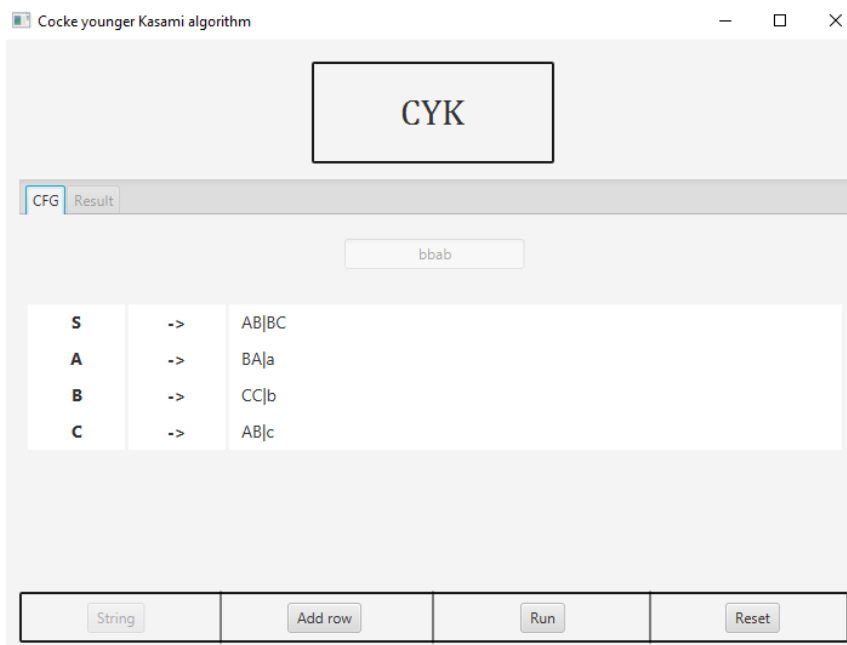 Cocke younger Kasami algorithm
CYK
CFG Result
bbab
S -> AB|BC
A -> BA|a
B -> CC|b
C -> AB|c
String Add row Run Reset